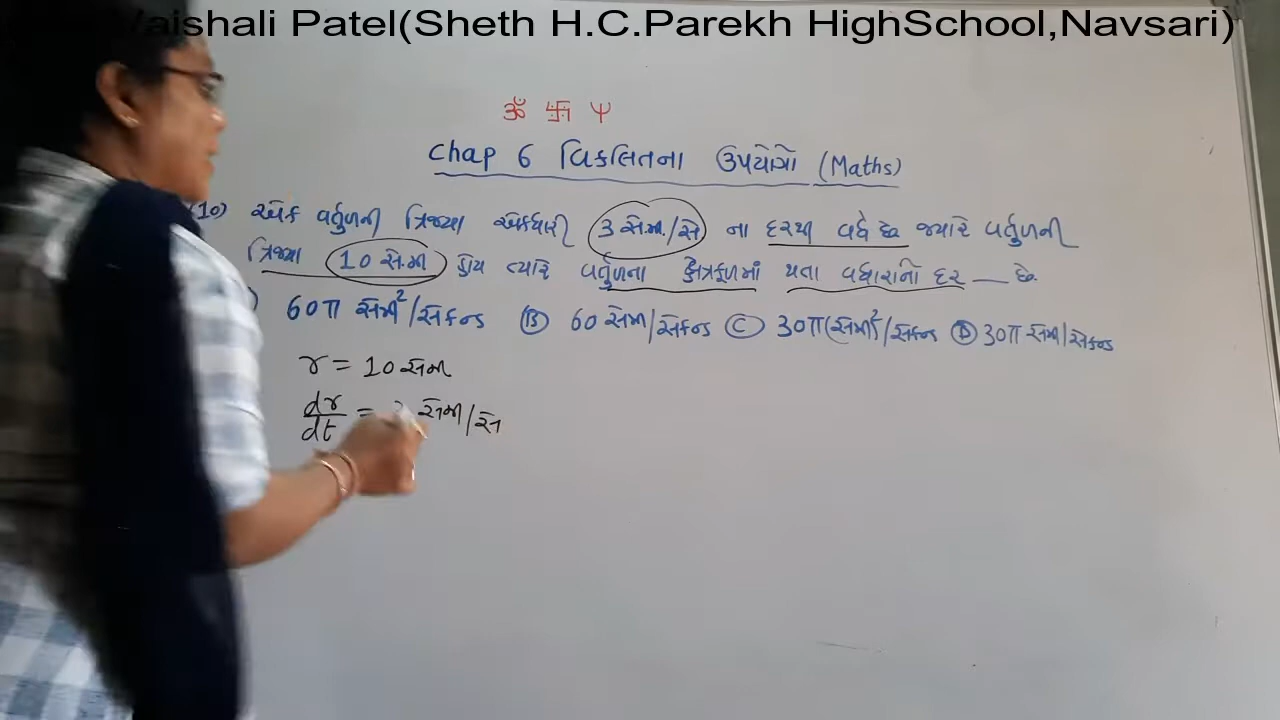 Vaishali Patel(Sheth H.C.Parekh HighSchool,Navsari)
ॐ 卐 Ψ
Chap 6 વિકલિતના ઉપયોગો (Maths)
(10) એક વર્તુળની ત્રિજ્યા એકધારી 3 સેમી./સે ના દરથી વધે છે જ્યારે વર્તુળની
ત્રિજ્યા 10 સે.મી હોય ત્યારે વર્તુળના ક્ષેત્રફળમાં થતા વધારાનો દર __ છે.
) 60π સેમી²/સેકન્ડ (B) 60 સેમી/સેકન્ડ (C) 30π(સેમી)²/સેકન્ડ (D) 30π સેમી/સેકન્ડ
r = 10 સેમી
dr/dt = સેમી/સે